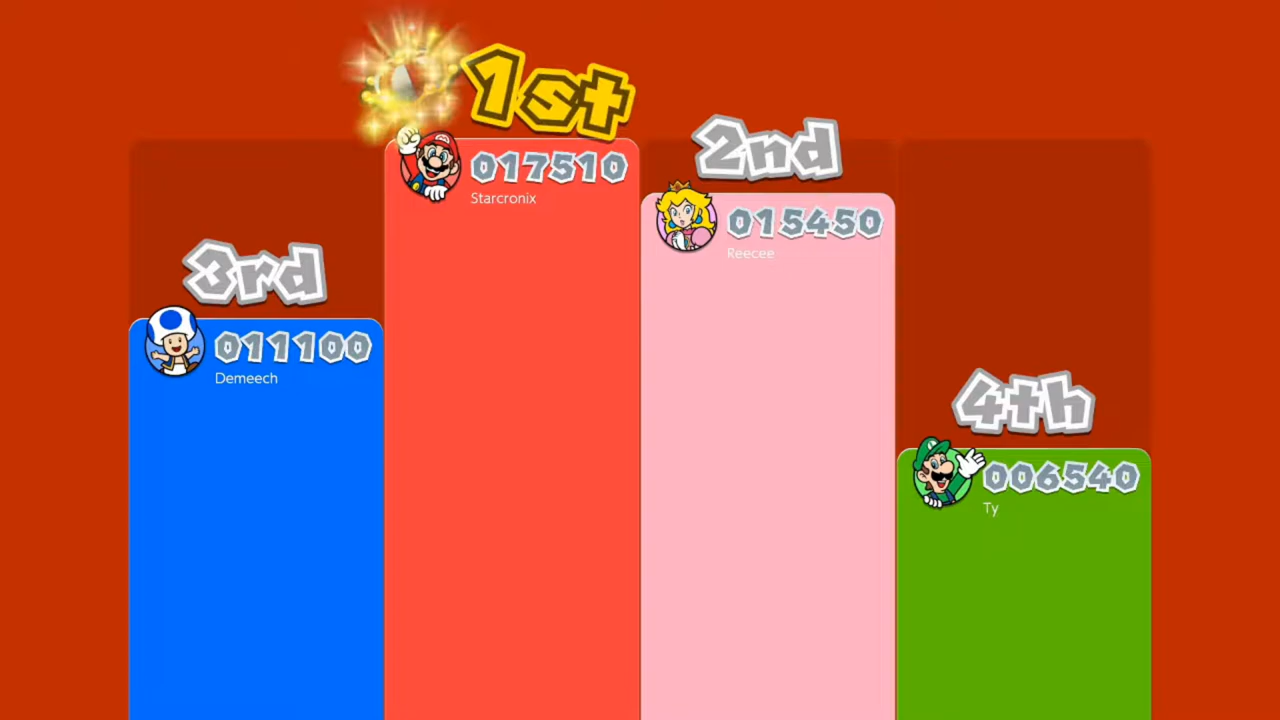 3rd
011100
Demeech
1st
017510
Starcronix
2nd
015450
Reecee
4th
006540
Ty